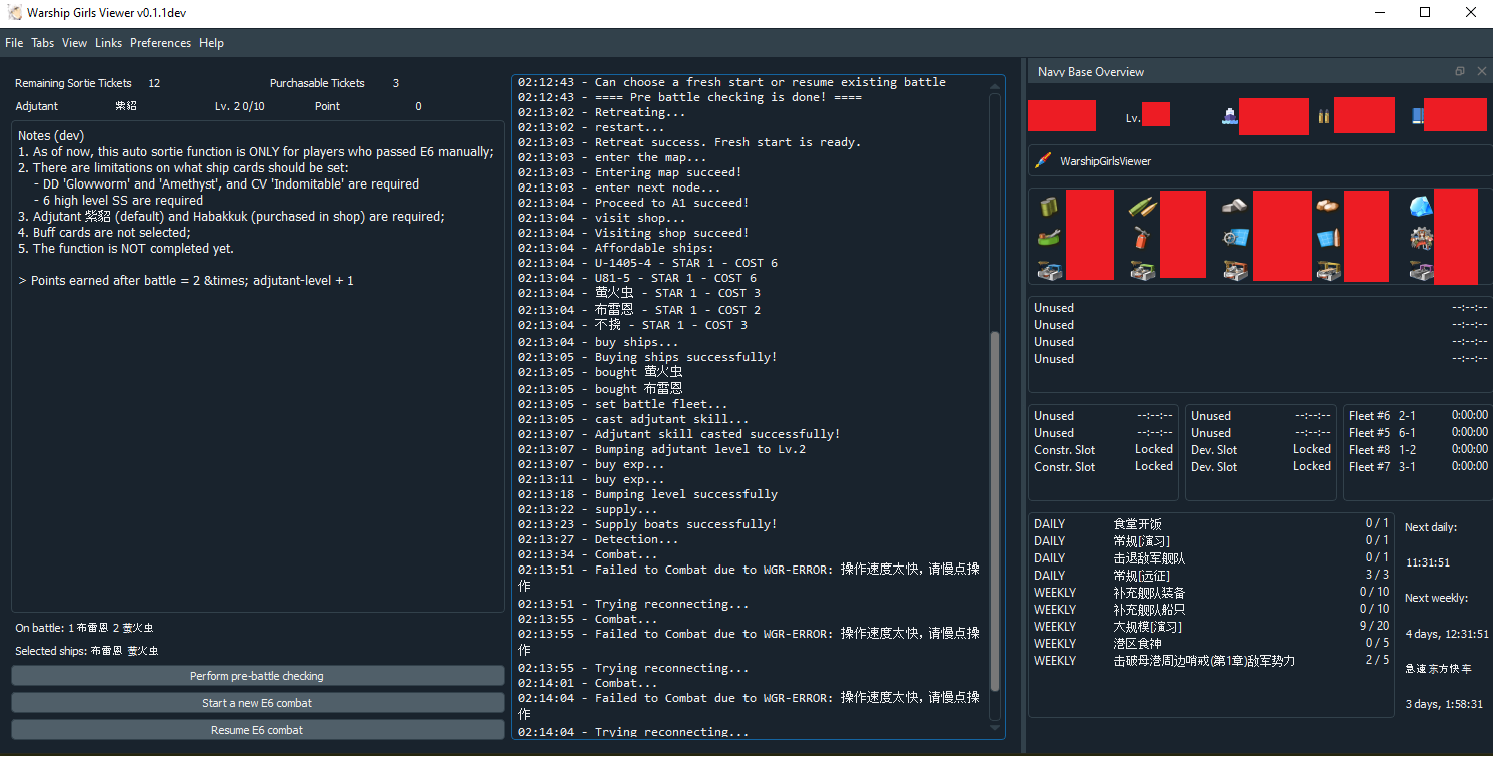 Warship Girls Viewer v0.1.1dev
File Tabs View Links Preferences Help
Remaining Sortie Tickets 12 Purchasable Tickets 3
Adjutant 紫貂 Lv. 2 0/10 Point 0
Notes (dev)
1. As of now, this auto sortie function is ONLY for players who passed E6 manually;
2. There are limitations on what ship cards should be set:
- DD 'Glowworm' and 'Amethyst', and CV 'Indomitable' are required
- 6 high level SS are required
3. Adjutant 紫貂 (default) and Habakkuk (purchased in shop) are required;
4. Buff cards are not selected;
5. The function is NOT completed yet.
> Points earned after battle = 2 &times; adjutant-level + 1
On battle: 1 布雷恩 2 萤火虫
Selected ships: 布雷恩 萤火虫
Perform pre-battle checking
Start a new E6 combat
Resume E6 combat
02:12:43 - Can choose a fresh start or resume existing battle
02:12:43 - ==== Pre battle checking is done! ====
02:13:02 - Retreating...
02:13:02 - restart...
02:13:03 - Retreat success. Fresh start is ready.
02:13:03 - enter the map...
02:13:03 - Entering map succeed!
02:13:03 - enter next node...
02:13:04 - Proceed to A1 succeed!
02:13:04 - visit shop...
02:13:04 - Visiting shop succeed!
02:13:04 - Affordable ships:
02:13:04 - U-1405-4 - STAR 1 - COST 6
02:13:04 - U81-5 - STAR 1 - COST 6
02:13:04 - 萤火虫 - STAR 1 - COST 3
02:13:04 - 布雷恩 - STAR 1 - COST 2
02:13:04 - 不挠 - STAR 1 - COST 3
02:13:04 - buy ships...
02:13:05 - Buying ships successfully!
02:13:05 - bought 萤火虫
02:13:05 - bought 布雷恩
02:13:05 - set battle fleet...
02:13:05 - cast adjutant skill...
02:13:07 - Adjutant skill casted successfully!
02:13:07 - Bumping adjutant level to Lv.2
02:13:07 - buy exp...
02:13:11 - buy exp...
02:13:18 - Bumping level successfully
02:13:22 - supply...
02:13:23 - Supply boats successfully!
02:13:27 - Detection...
02:13:34 - Combat...
02:13:51 - Failed to Combat due to WGR-ERROR: 操作速度太快,请慢点操
作
02:13:51 - Trying reconnecting...
02:13:55 - Combat...
02:13:55 - Failed to Combat due to WGR-ERROR: 操作速度太快,请慢点操
作
02:13:55 - Trying reconnecting...
02:14:01 - Combat...
02:14:04 - Failed to Combat due to WGR-ERROR: 操作速度太快,请慢点操
作
02:14:04 - Trying reconnecting...
Navy Base Overview
Lv.
WarshipGirlsViewer
Unused --:--:--
Unused --:--:--
Unused --:--:--
Unused --:--:--
Unused --:--:--
Unused --:--:--
Constr. Slot Locked
Constr. Slot Locked
Unused --:--:--
Unused --:--:--
Dev. Slot Locked
Dev. Slot Locked
Fleet #6 2-1 0:00:00
Fleet #5 6-1 0:00:00
Fleet #8 1-2 0:00:00
Fleet #7 3-1 0:00:00
DAILY 食堂开饭 0 / 1
DAILY 常规[演习] 0 / 1
DAILY 击退敌军舰队 0 / 1
DAILY 常规[远征] 3 / 3
WEEKLY 补充舰队装备 0 / 10
WEEKLY 补充舰队船只 0 / 10
WEEKLY 大规模[演习] 9 / 20
WEEKLY 港区食神 0 / 5
WEEKLY 击破母港周边哨戒(第1章)敌军势力 2 / 5
Next daily:
11:31:51
Next weekly:
4 days, 12:31:51
急速东方快车
3 days, 1:58:31